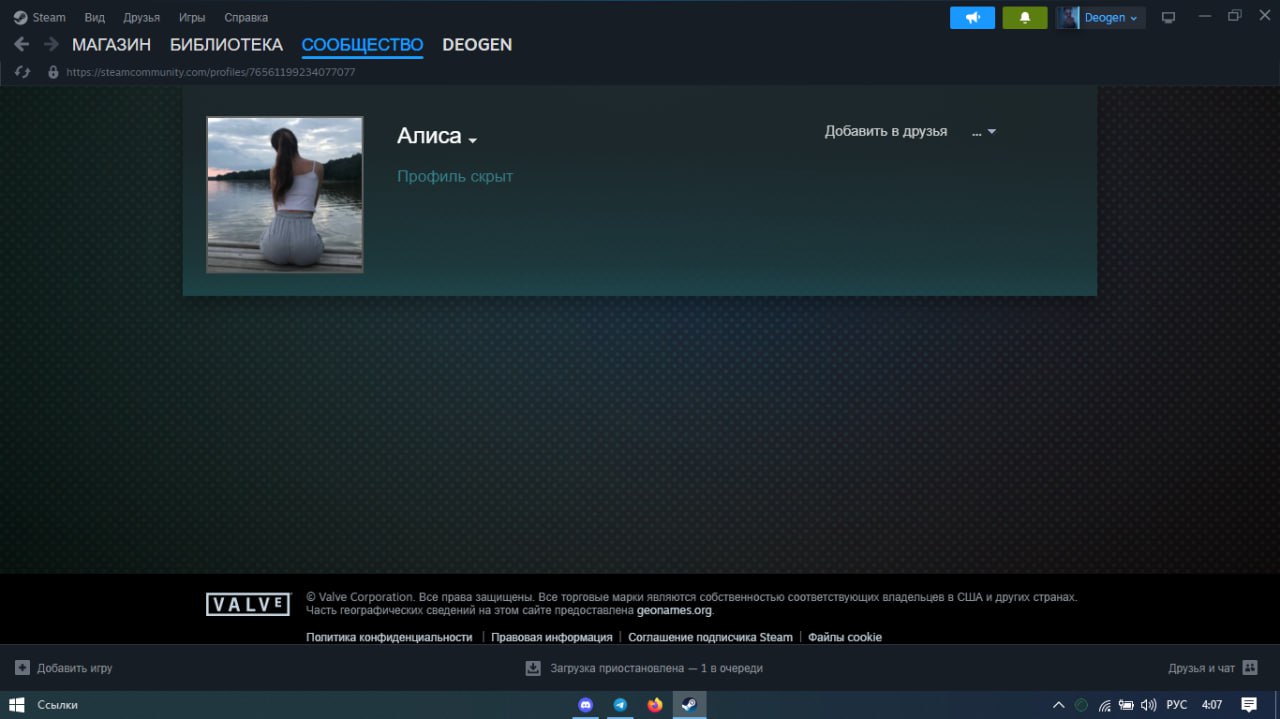 Steam Вид Друзья Игры Справка Deogen
МАГАЗИН БИБЛИОТЕКА СООБЩЕСТВО DEOGEN
https://steamcommunity.com/profiles/76561199234077077
Алиса
Добавить в друзья ...
Профиль скрыт
VALVE
© Valve Corporation. Все права защищены. Все торговые марки являются собственностью соответствующих владельцев в США и других странах.
Часть географических сведений на этом сайте предоставлена geonames.org.
Политика конфиденциальности | Правовая информация | Соглашение подписчика Steam | Файлы cookie
Добавить игру Загрузка приостановлена — 1 в очереди Друзья и чат
Ссылки РУС 4:07